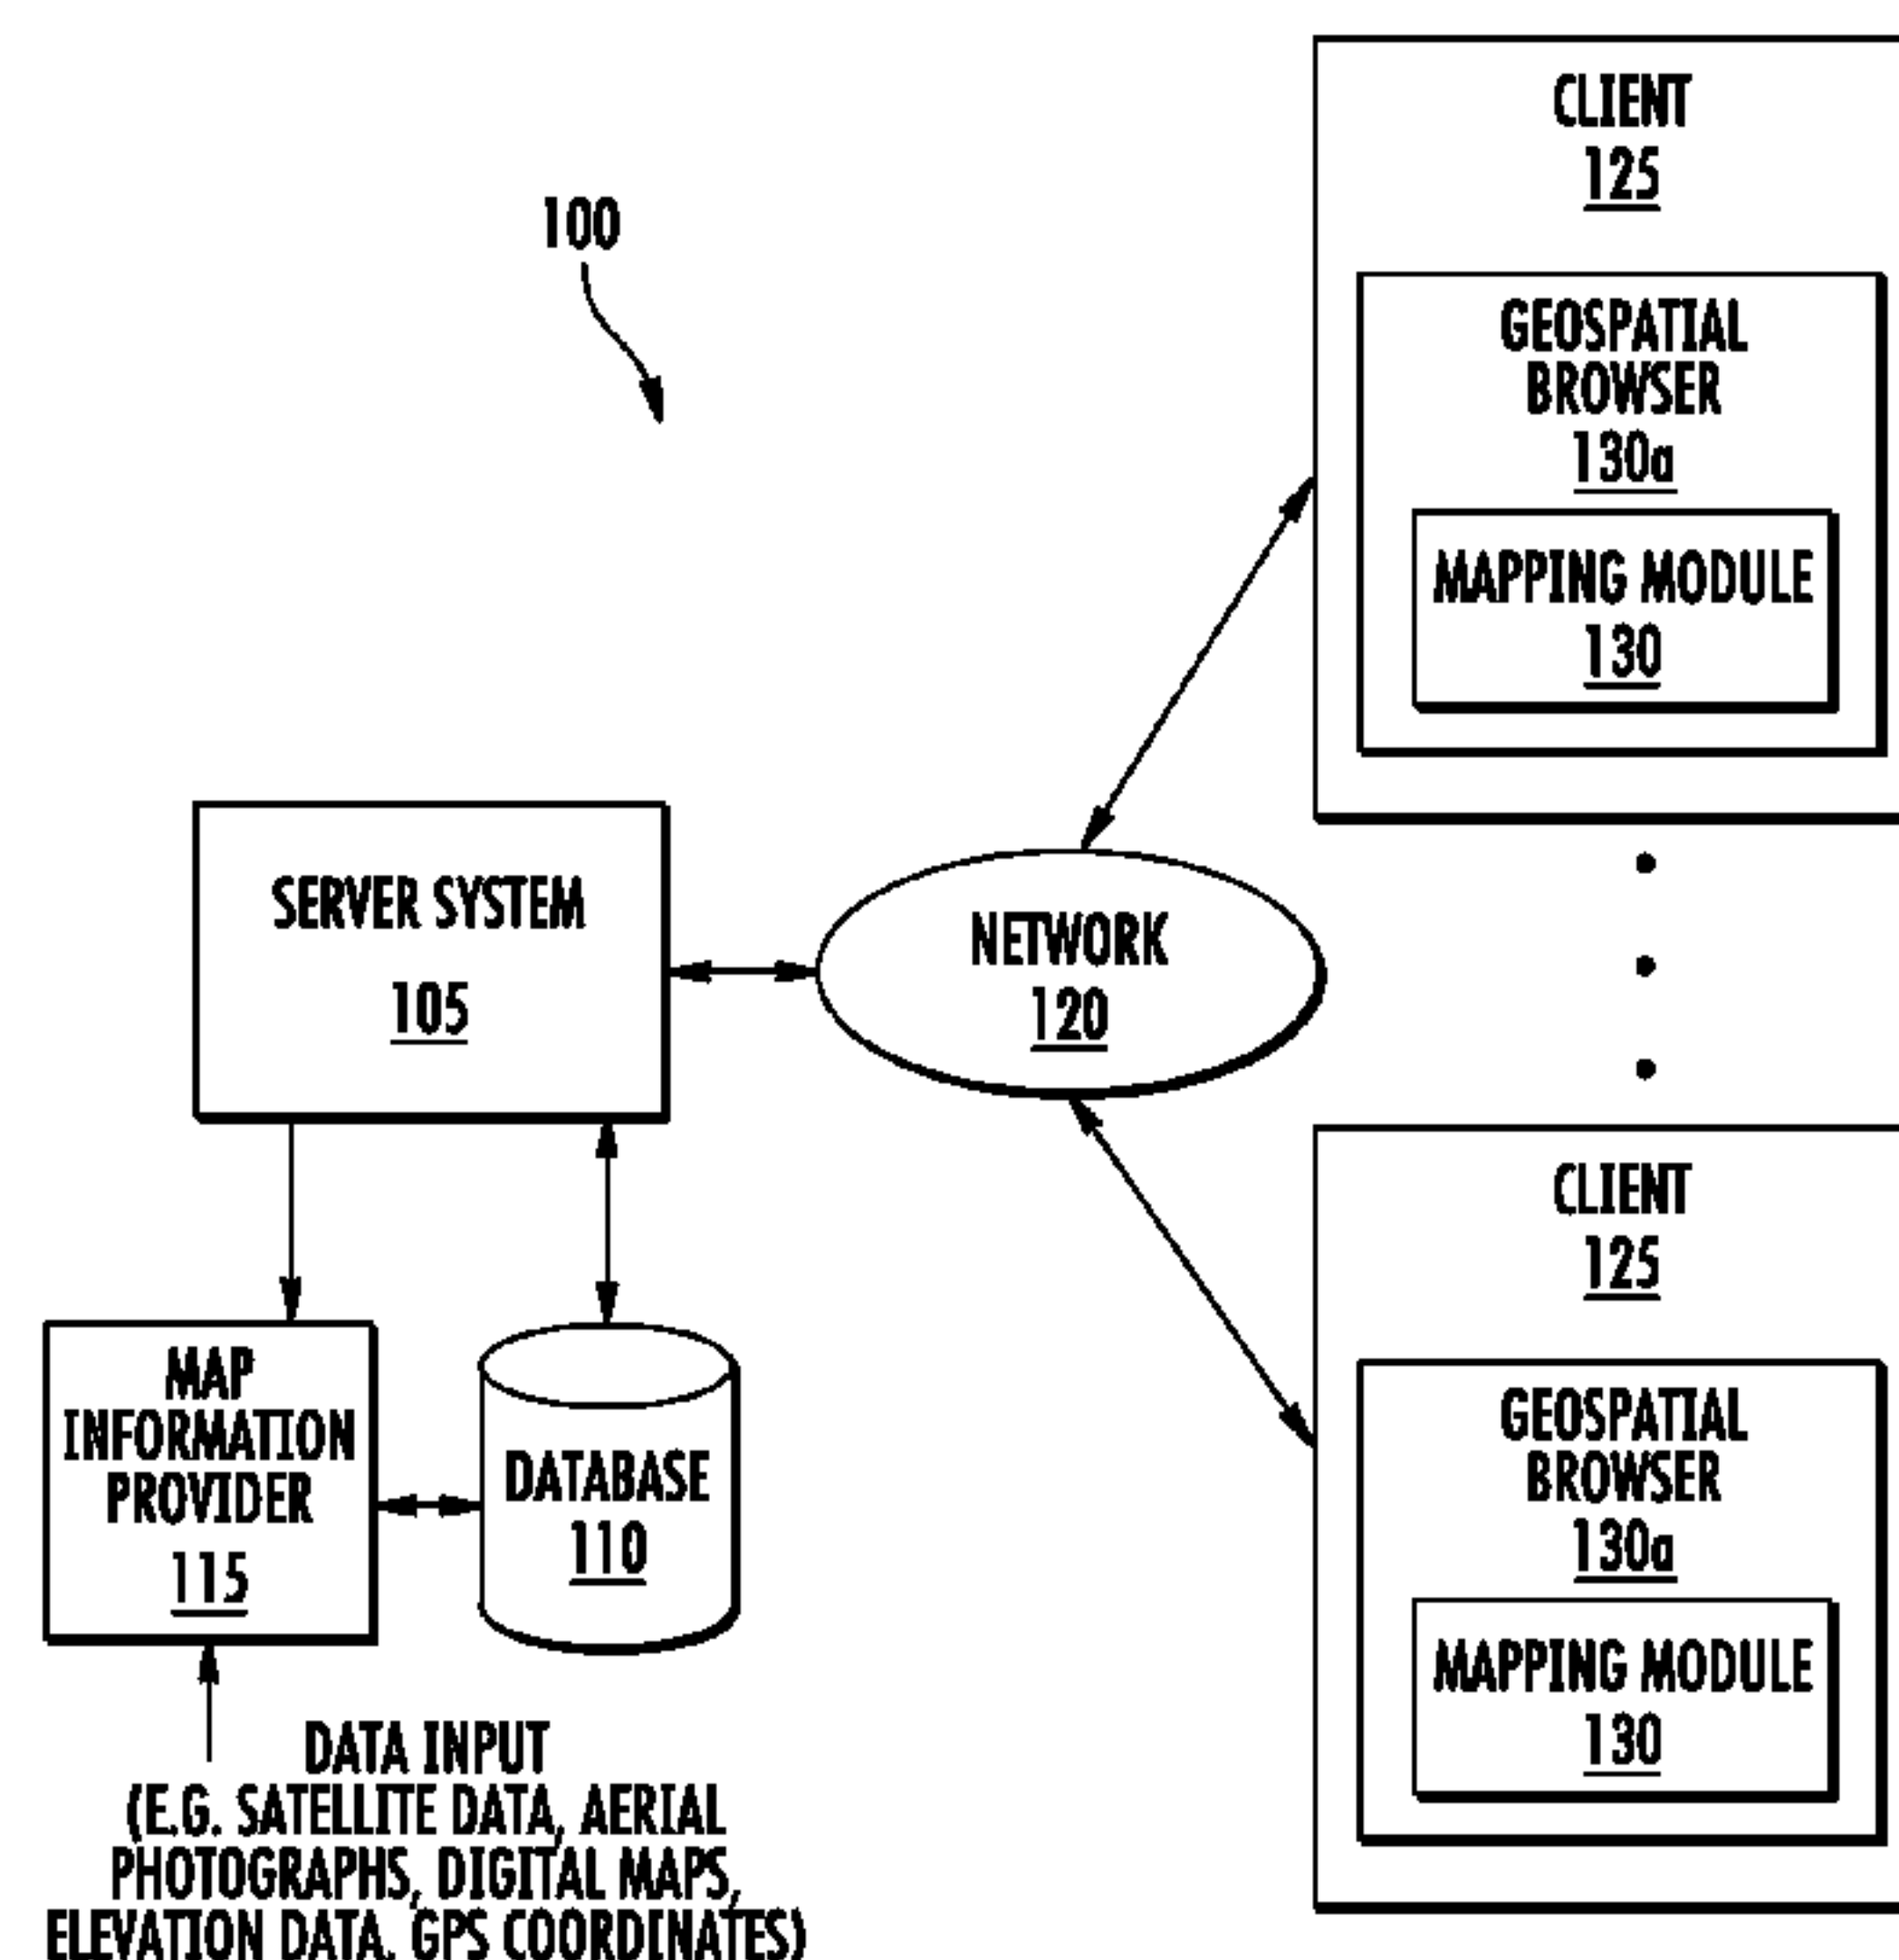 100
CLIENT
125
GEOSPATIAL
BROWSER
130a
MAPPING MODULE
130
SERVER SYSTEM
105
NETWORK
120
CLIENT
125
GEOSPATIAL
BROWSER
130a
MAPPING MODULE
130
MAP
INFORMATION
PROVIDER
115
DATABASE
110
DATA INPUT
(E.G. SATELLITE DATA, AERIAL
PHOTOGRAPHS, DIGITAL MAPS,
ELEVATION DATA, GPS COORDINATES)